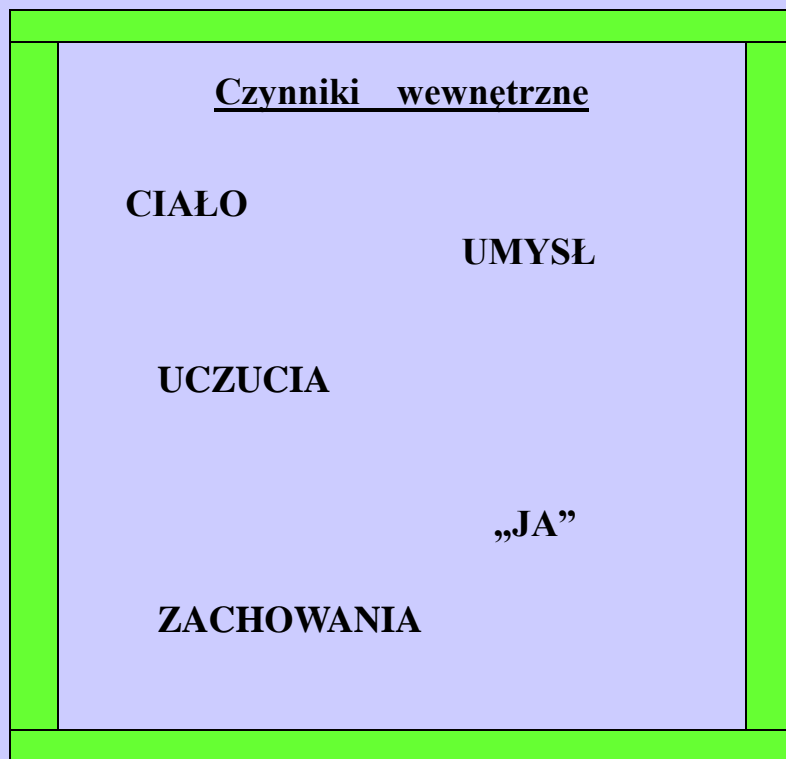 Czynniki wewnętrzne
CIAŁO
UMYSŁ
UCZUCIA
„JA”
ZACHOWANIA